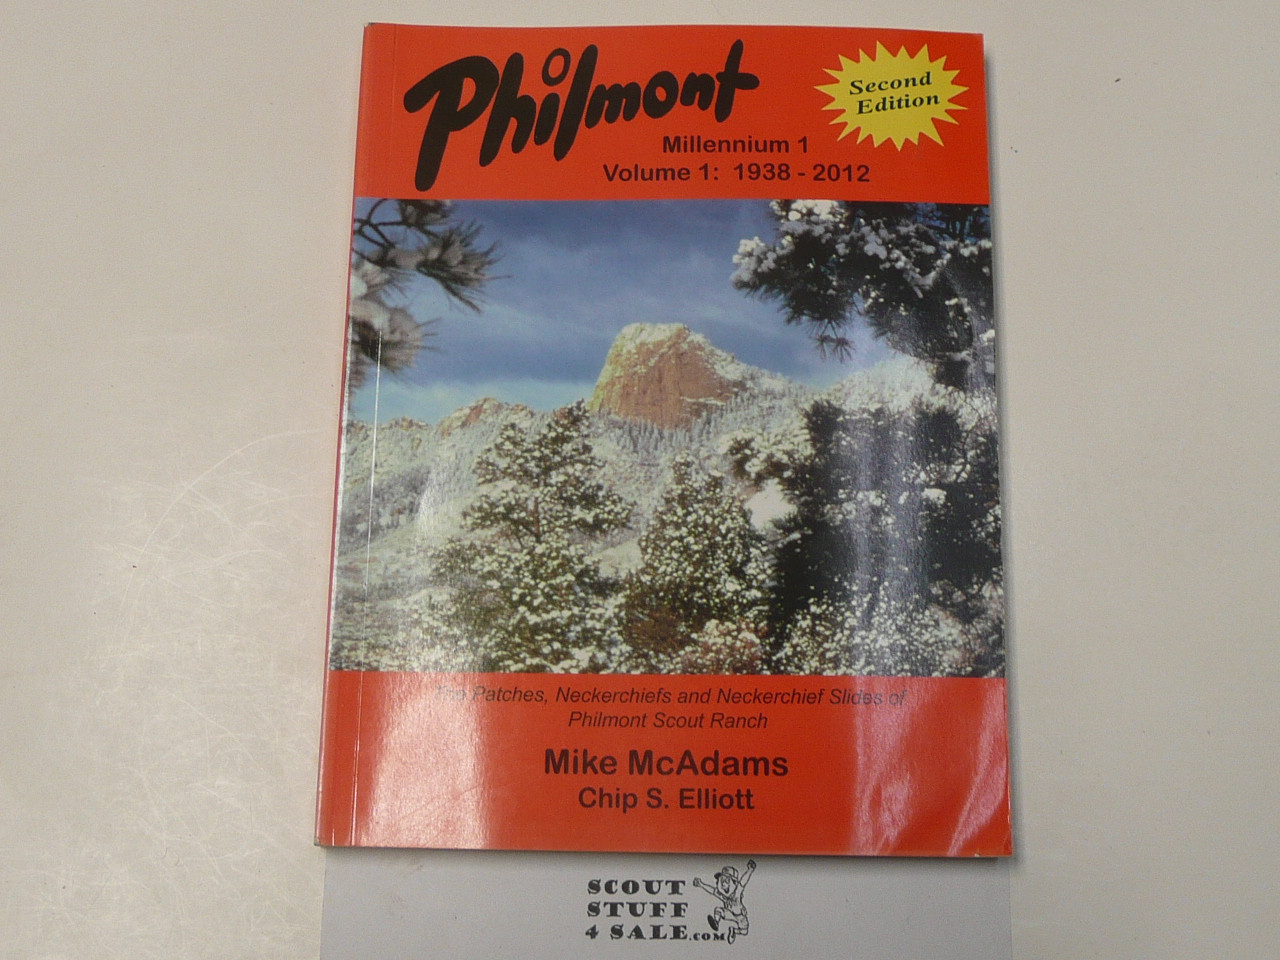 Philmont
Second
Edition
Millennium 1
Volume 1: 1938 - 2012
The Patches, Neckerchiefs and Neckerchief Slides of
Philmont Scout Ranch
Mike McAdams
Chip S. Elliott
SCOUT
STUFF
4 SALE.COM